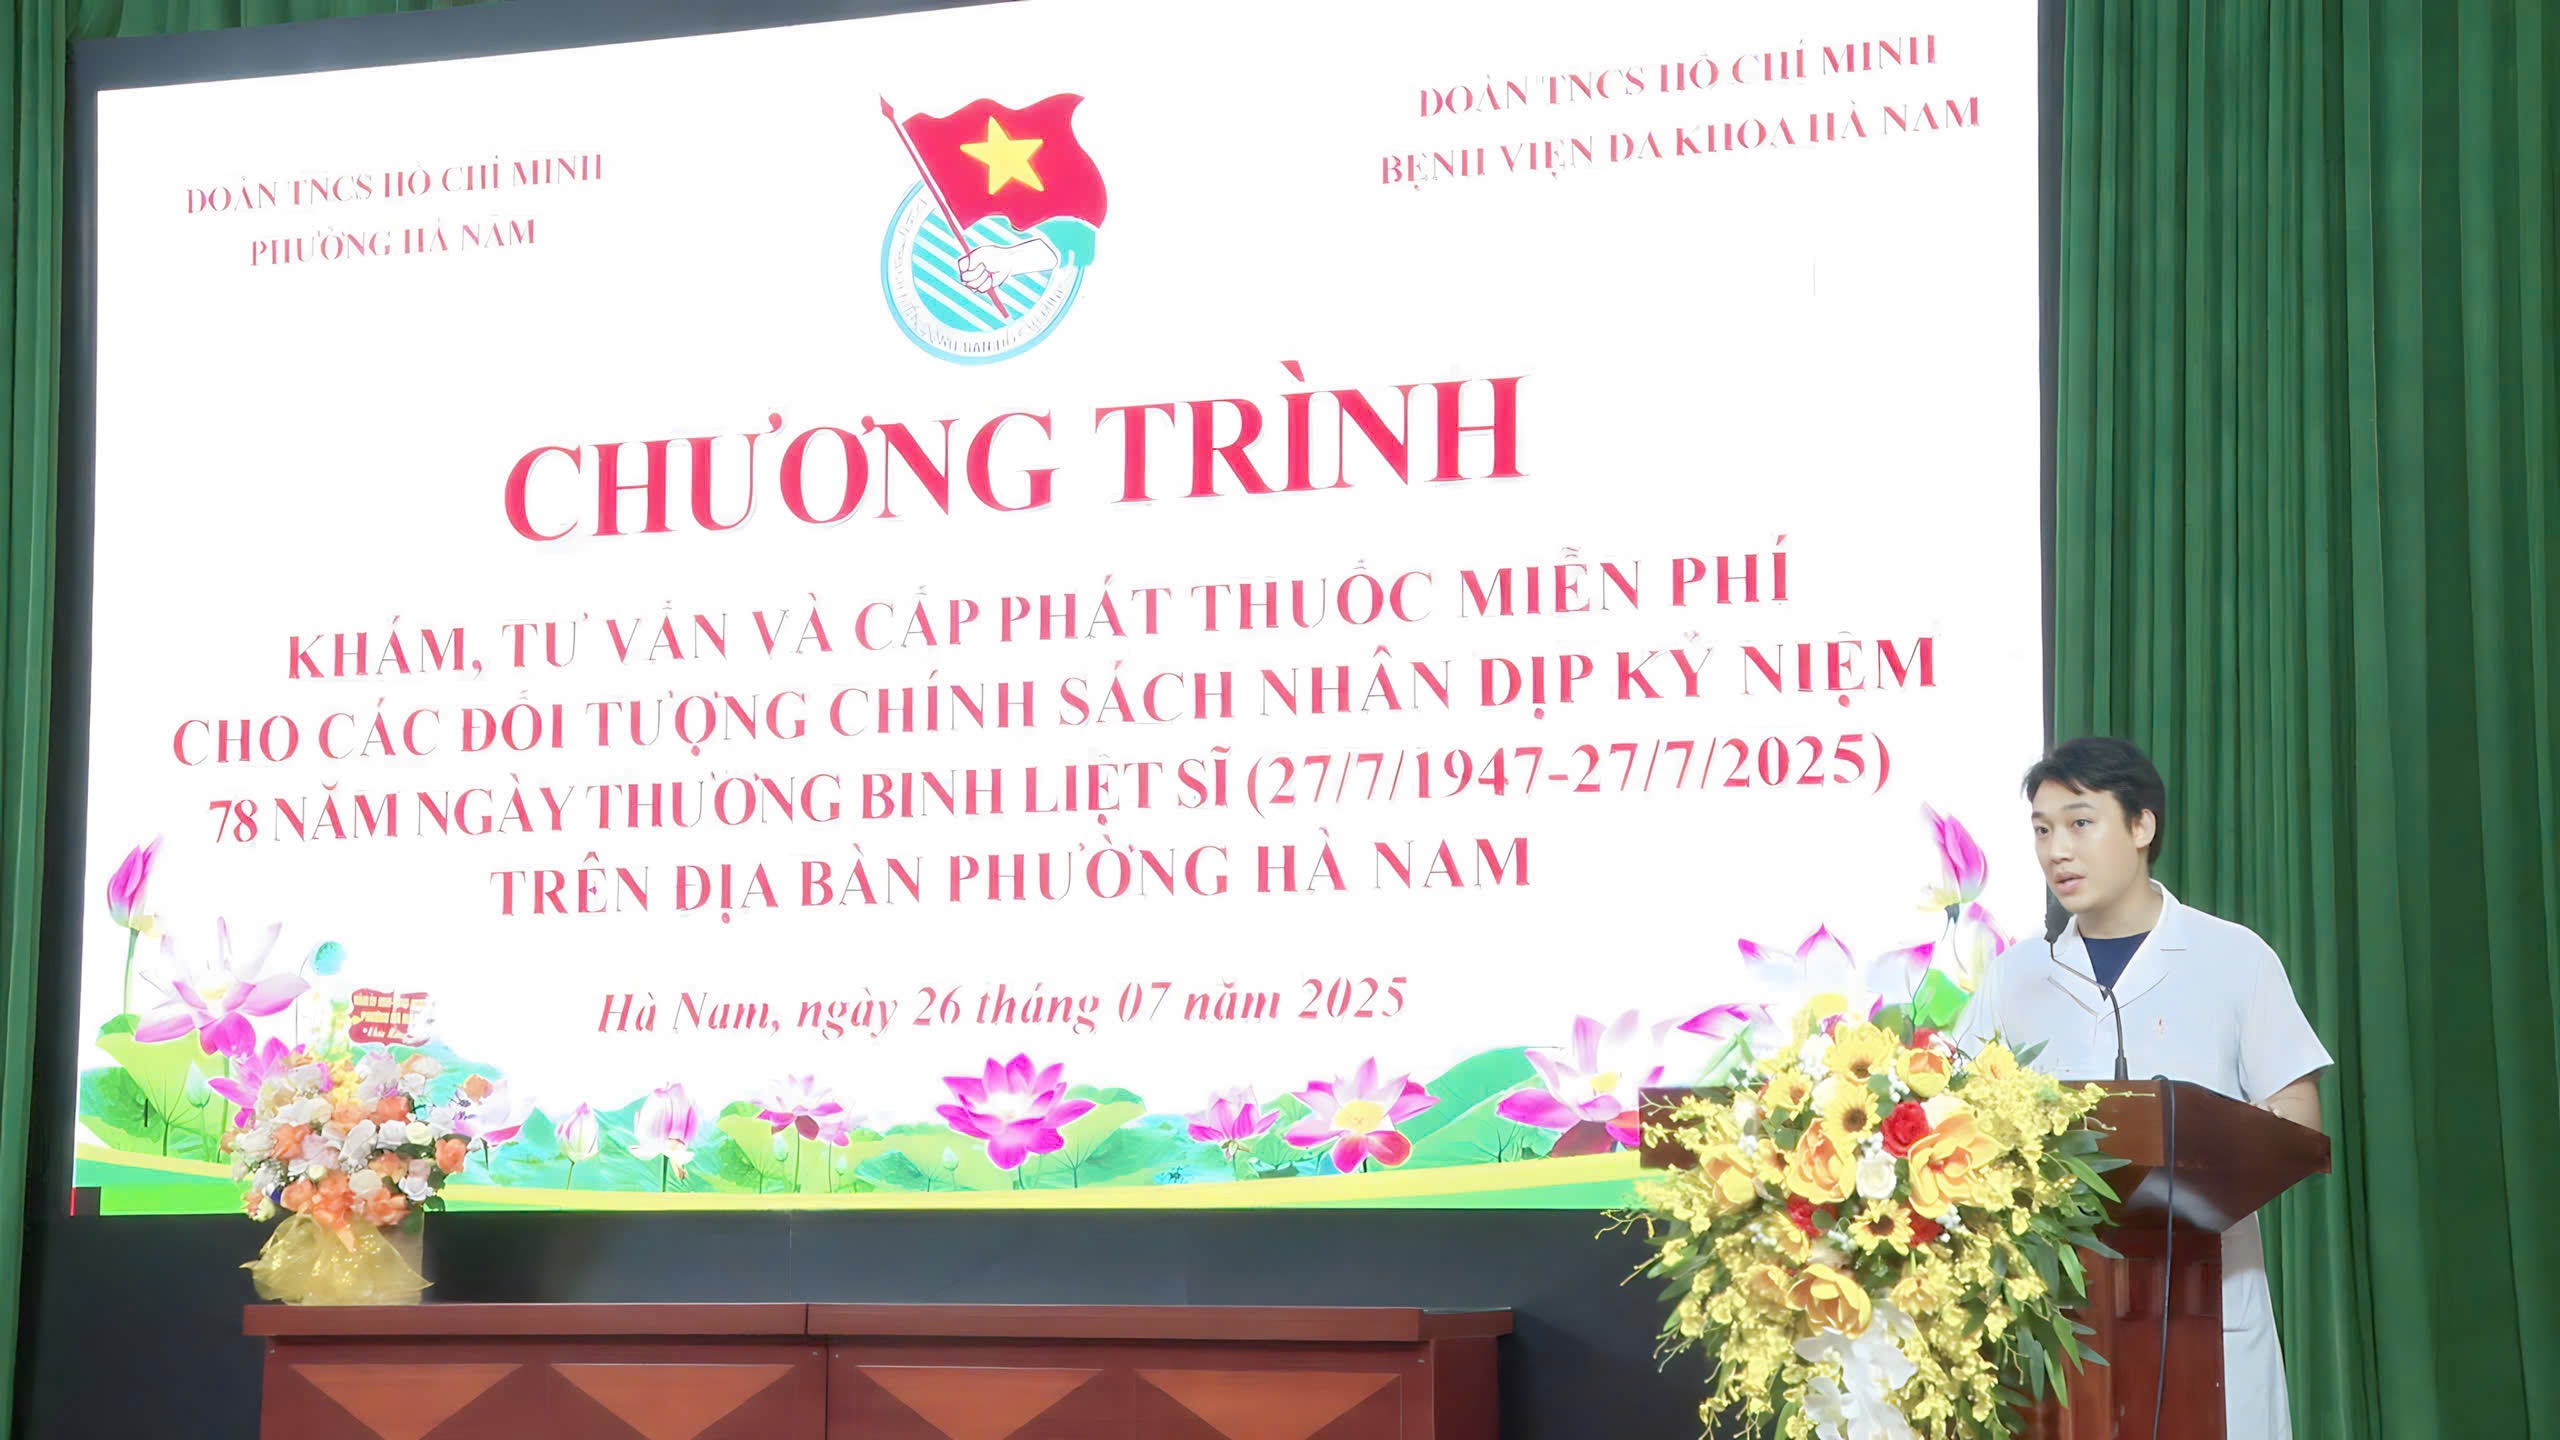 ĐOÀN TNCS HỒ CHÍ MINH
PHƯỜNG HÀ NAM
ĐOÀN TNCS HỒ CHÍ MINH
BỆNH VIỆN ĐA KHOA HÀ NAM
CHƯƠNG TRÌNH
KHÁM, TƯ VẤN VÀ CẤP PHÁT THUỐC MIỄN PHÍ
CHO CÁC ĐỐI TƯỢNG CHÍNH SÁCH NHÂN DỊP KỶ NIỆM
78 NĂM NGÀY THƯƠNG BINH LIỆT SĨ (27/7/1947-27/7/2025)
TRÊN ĐỊA BÀN PHƯỜNG HÀ NAM
Hà Nam, ngày 26 tháng 07 năm 2025